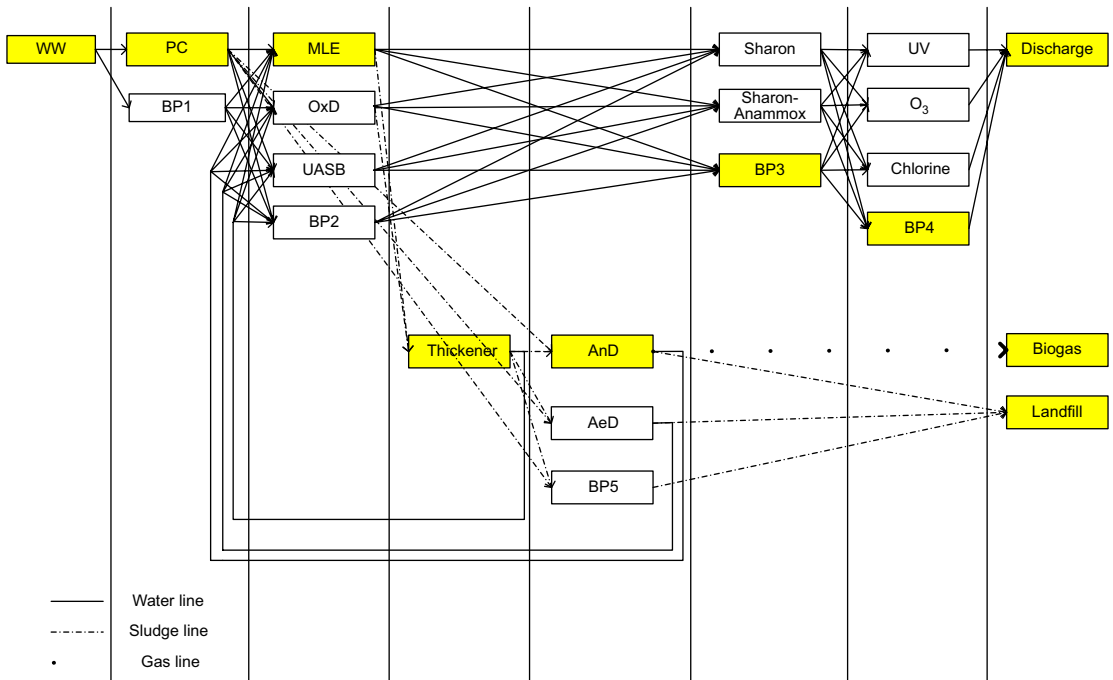 WW
PC
MLE
Sharon
UV
Discharge
BP1
OxD
Sharon-
Anammox
O3
UASB
BP3
Chlorine
BP2
BP4
Thickener
AnD
Biogas
AeD
Landfill
BP5
Water line
Sludge line
Gas line